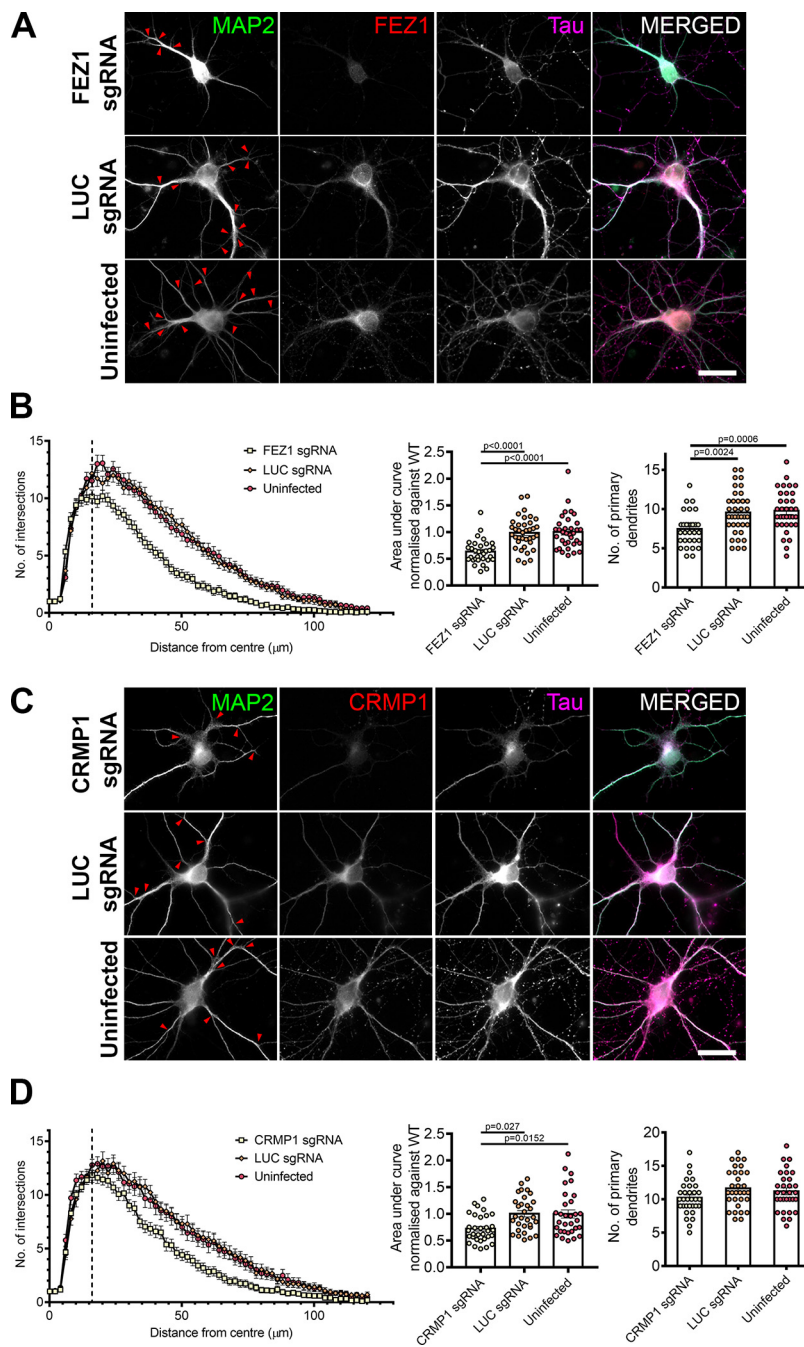 A
MAP2 FEZ1 Tau MERGED
FEZ1 sgRNA
LUC sgRNA
Uninfected
B
No. of intersections
15
10
5
0
0 50 100
Distance from centre (μm)
FEZ1 sgRNA
LUC sgRNA
Uninfected
Area under curve
normalised against WT
2.5
2.0
1.5
1.0
0.5
0.0
p<0.0001
p<0.0001
FEZ1 sgRNA
LUC sgRNA
Uninfected
No. of primary
dendrites
15
10
5
0
p=0.0006
p=0.0024
FEZ1 sgRNA
LUC sgRNA
Uninfected
C
MAP2 CRMP1 Tau MERGED
CRMP1 sgRNA
LUC sgRNA
Uninfected
D
No. of intersections
15
10
5
0
0 50 100
Distance from centre (μm)
CRMP1 sgRNA
LUC sgRNA
Uninfected
Area under curve
normalised against WT
2.5
2.0
1.5
1.0
0.5
0.0
p=0.027
p=0.0152
CRMP1 sgRNA
LUC sgRNA
Uninfected
No. of primary
dendrites
20
15
10
5
0
CRMP1 sgRNA
LUC sgRNA
Uninfected